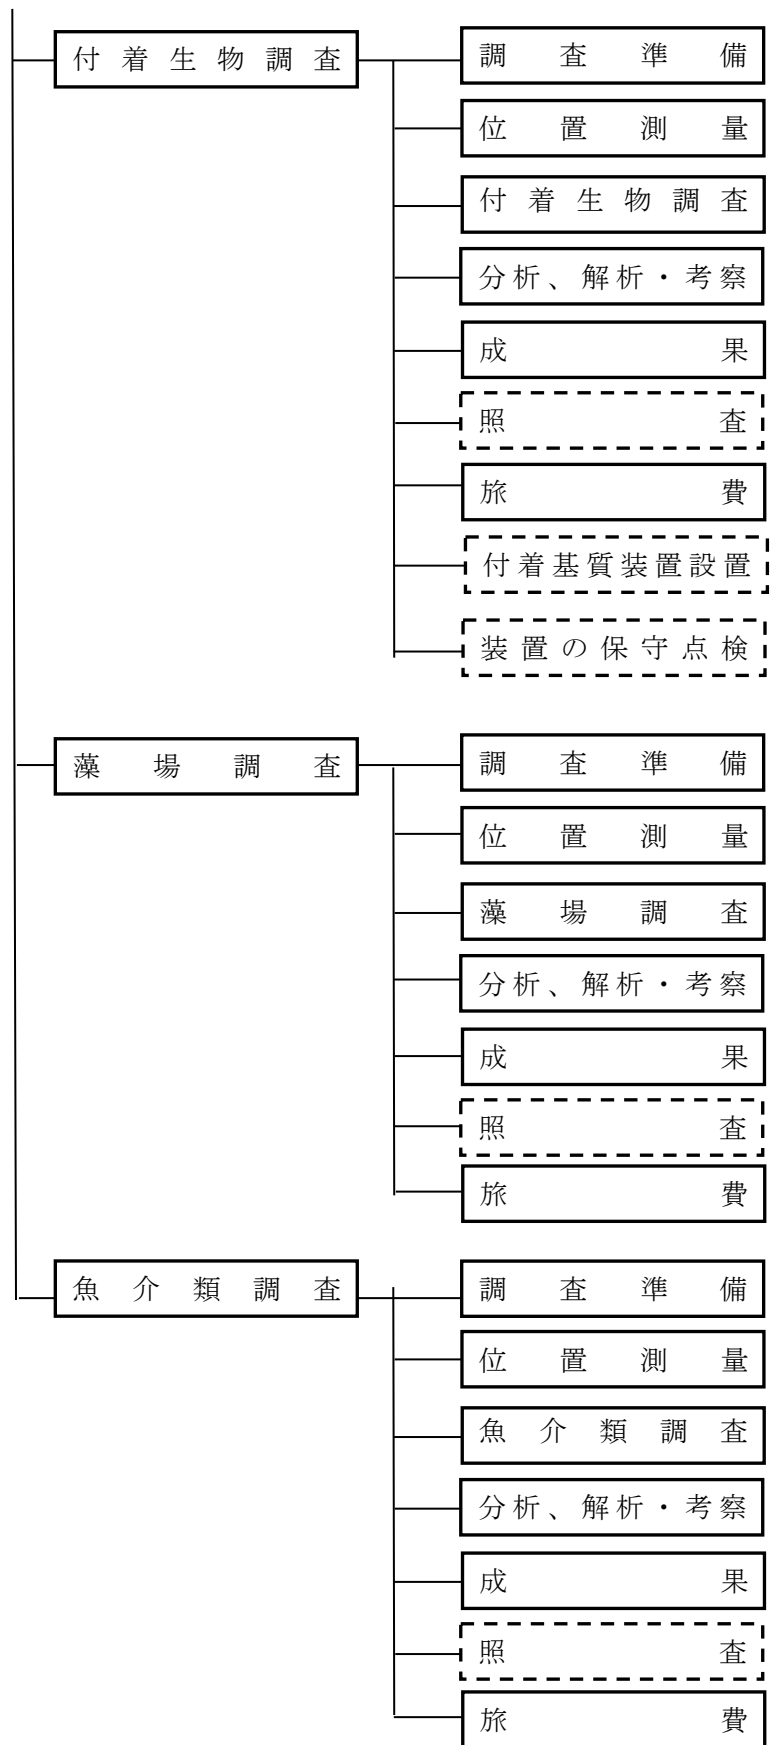 付着生物調査
調査準備
位置測量
付着生物調査
分析、解析・考察
成果
照査
旅費
付着基質装置設置
装置の保守点検
藻場調査
調査準備
位置測量
藻場調査
分析、解析・考察
成果
照査
旅費
魚介類調査
調査準備
位置測量
魚介類調査
分析、解析・考察
成果
照査
旅費